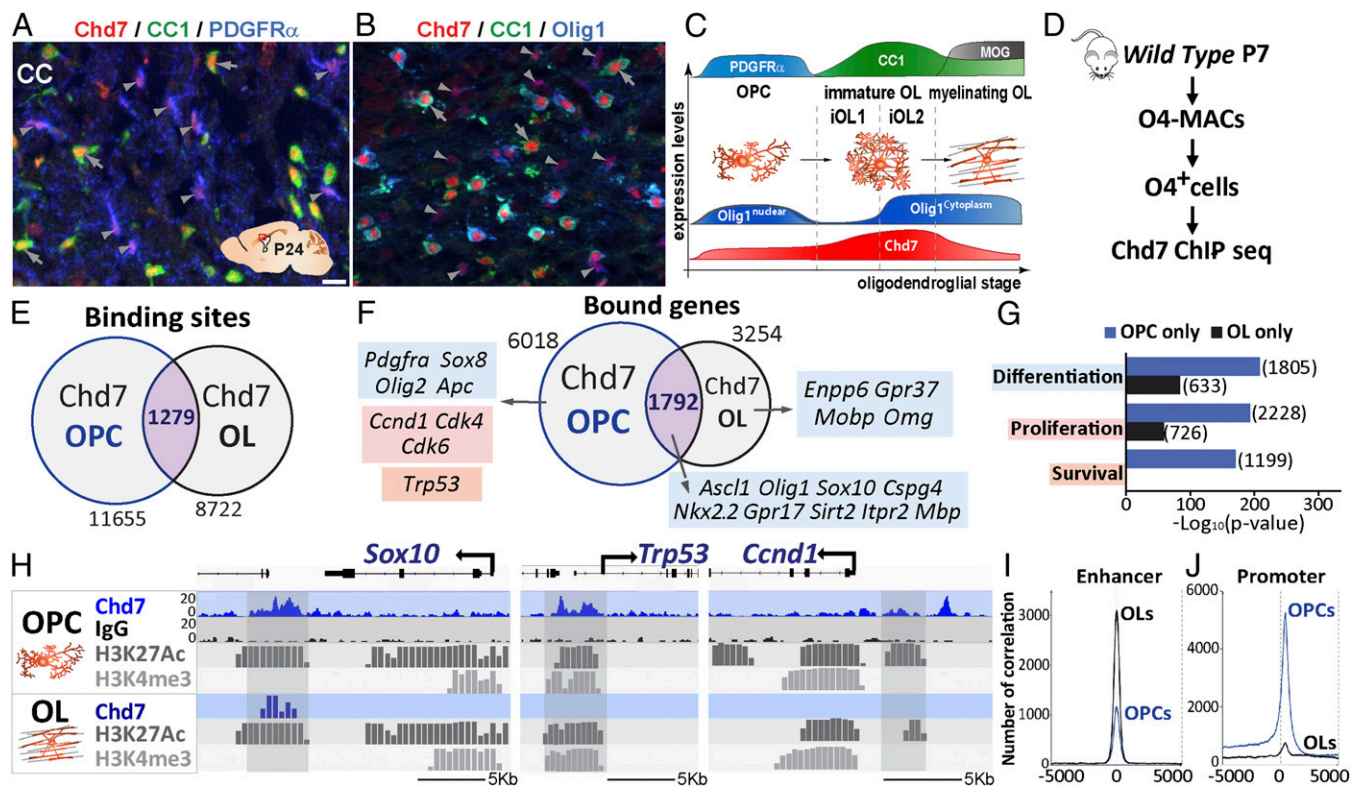 A
Chd7 / CC1 / PDGFRα
CC
P24
B
Chd7 / CC1 / Olig1
C
expression levels
PDGFRα
CC1
MOG
OPC
immature OL
myelinating OL
iOL1
iOL2
Olig1nuclear
Olig1Cytoplasm
Chd7
oligodendroglial stage
D
Wild Type P7
O4-MACs
O4+cells
Chd7 ChIP seq
E
Binding sites
Chd7
OPC
1279
Chd7
OL
11655
8722
F
Bound genes
6018
3254
Pdgfra Sox8
Olig2 Apc
Ccnd1 Cdk4
Cdk6
Trp53
Chd7
OPC
1792
Chd7
OL
Enpp6 Gpr37
Mobp Omg
Ascl1 Olig1 Sox10 Cspg4
Nkx2.2 Gpr17 Sirt2 Itpr2 Mbp
G
OPC only
OL only
Differentiation
(1805)
(633)
Proliferation
(2228)
(726)
Survival
(1199)
0 100 200 300
-Log10(p-value)
H
Sox10
Trp53
Ccnd1
OPC
Chd7
IgG
H3K27Ac
H3K4me3
20
0
20
0
OL
Chd7
H3K27Ac
H3K4me3
5Kb
5Kb
5Kb
I
Enhancer
Number of correlation
3000
2000
1000
0
OLs
OPCs
-5000 0 5000
J
Promoter
6000
4000
2000
0
OPCs
OLs
-5000 0 5000